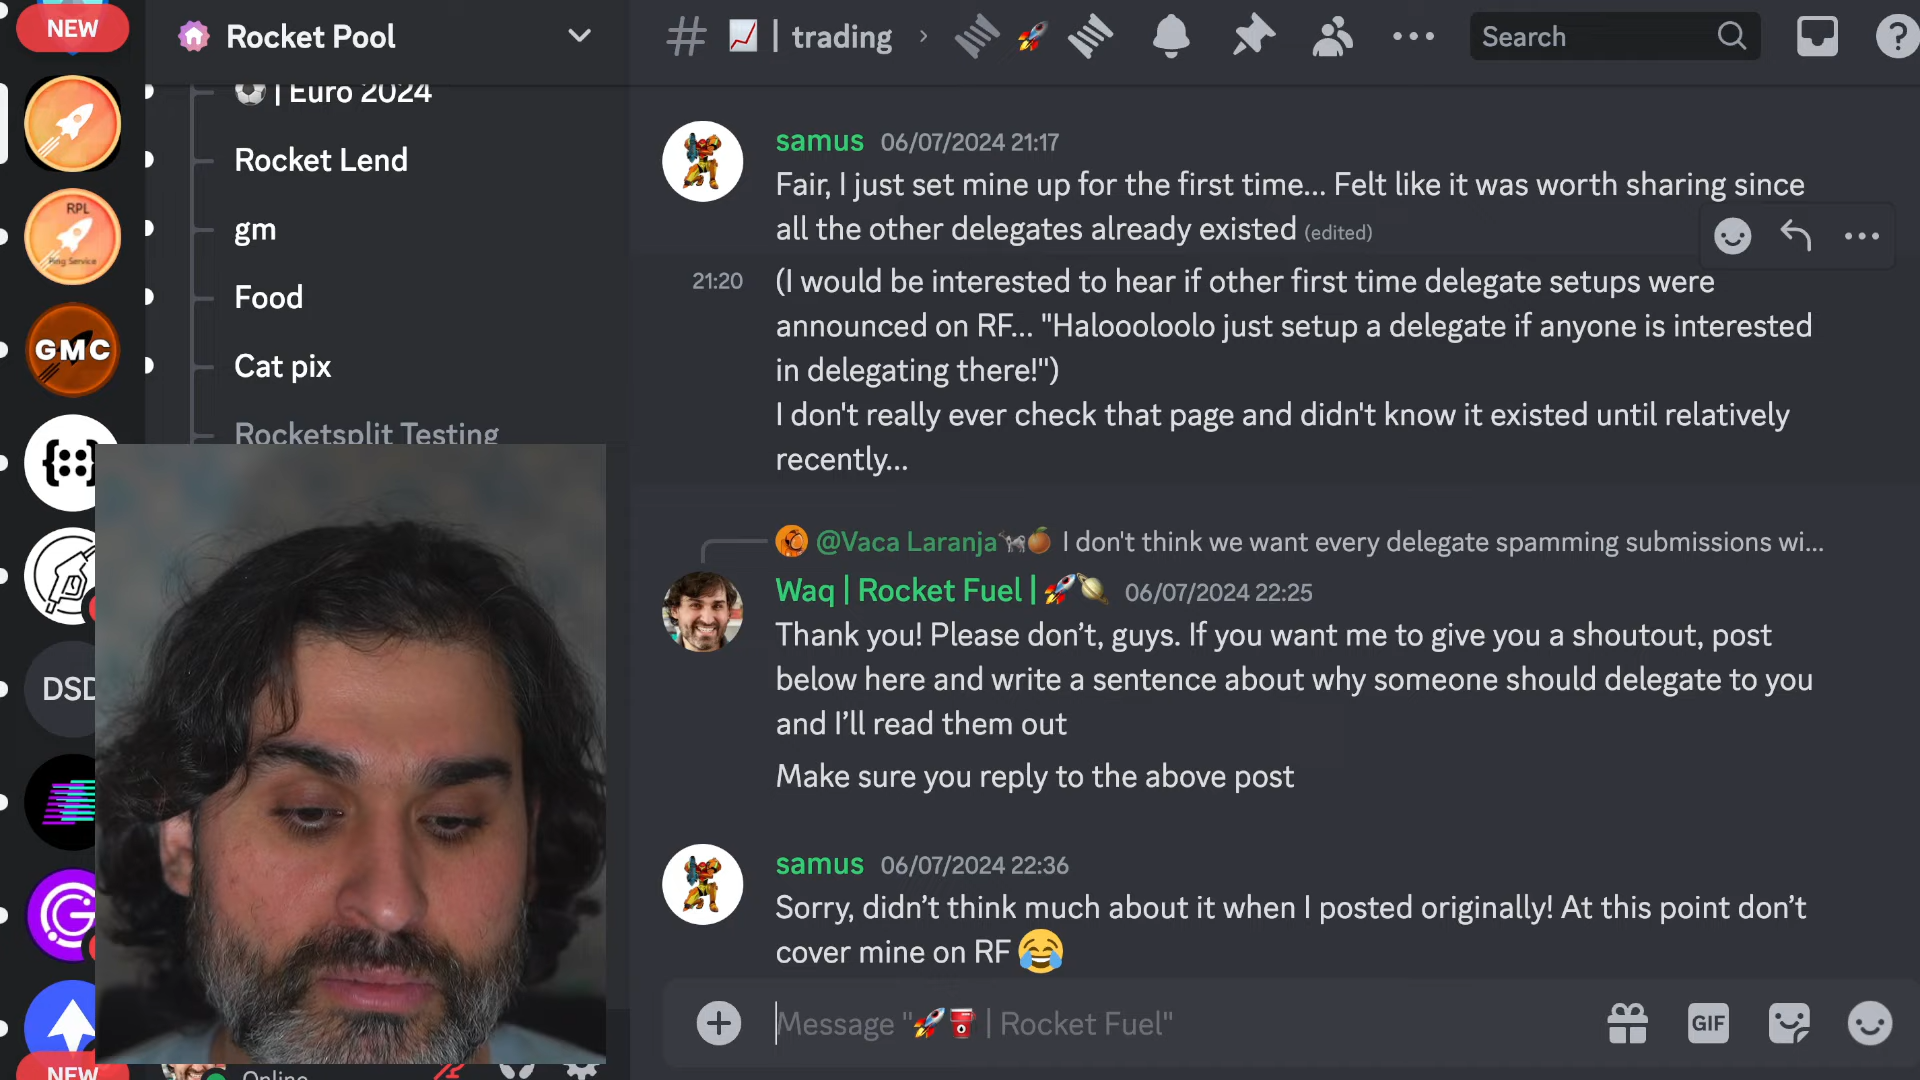 NEW
Rocket Pool
# | trading
Search
| Euro 2024
Rocket Lend
gm
Food
Cat pix
Rocketsplit Testing
RPL
Ping Service
GMC
DSD
NEW
Online
samus 06/07/2024 21:17
Fair, I just set mine up for the first time... Felt like it was worth sharing since
all the other delegates already existed (edited)
21:20 (I would be interested to hear if other first time delegate setups were
announced on RF... "Haloooloolo just setup a delegate if anyone is interested
in delegating there!")
I don't really ever check that page and didn't know it existed until relatively
recently...
@Vaca Laranja🐄🍊 I don't think we want every delegate spamming submissions wi...
Waq | Rocket Fuel | 🚀🪐 06/07/2024 22:25
Thank you! Please don’t, guys. If you want me to give you a shoutout, post
below here and write a sentence about why someone should delegate to you
and I’ll read them out
Make sure you reply to the above post
samus 06/07/2024 22:36
Sorry, didn’t think much about it when I posted originally! At this point don’t
cover mine on RF 😂
Message "🚀 | Rocket Fuel"
GIF